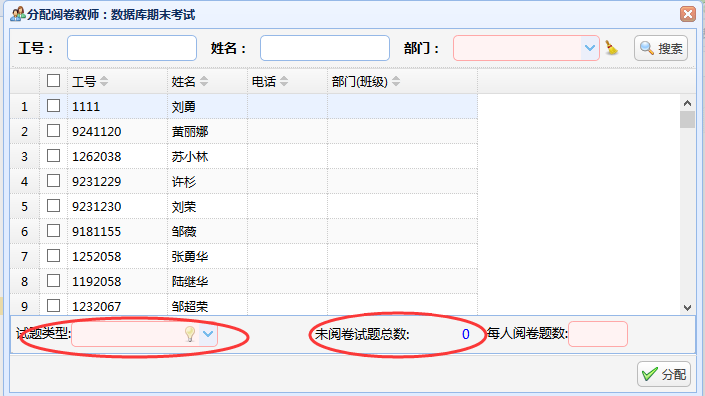 分配阅卷教师：数据库期末考试
工号： 姓名： 部门： 搜索
工号 姓名 电话 部门(班级)
1 1111 刘勇
2 9241120 黄丽娜
3 1262038 苏小林
4 9231229 许杉
5 9231230 刘荣
6 9181155 邹薇
7 1252058 张勇华
8 1192058 陆继华
9 1232067 邹超荣
试题类型: 未阅卷试题总数: 0 每人阅卷题数:
分配